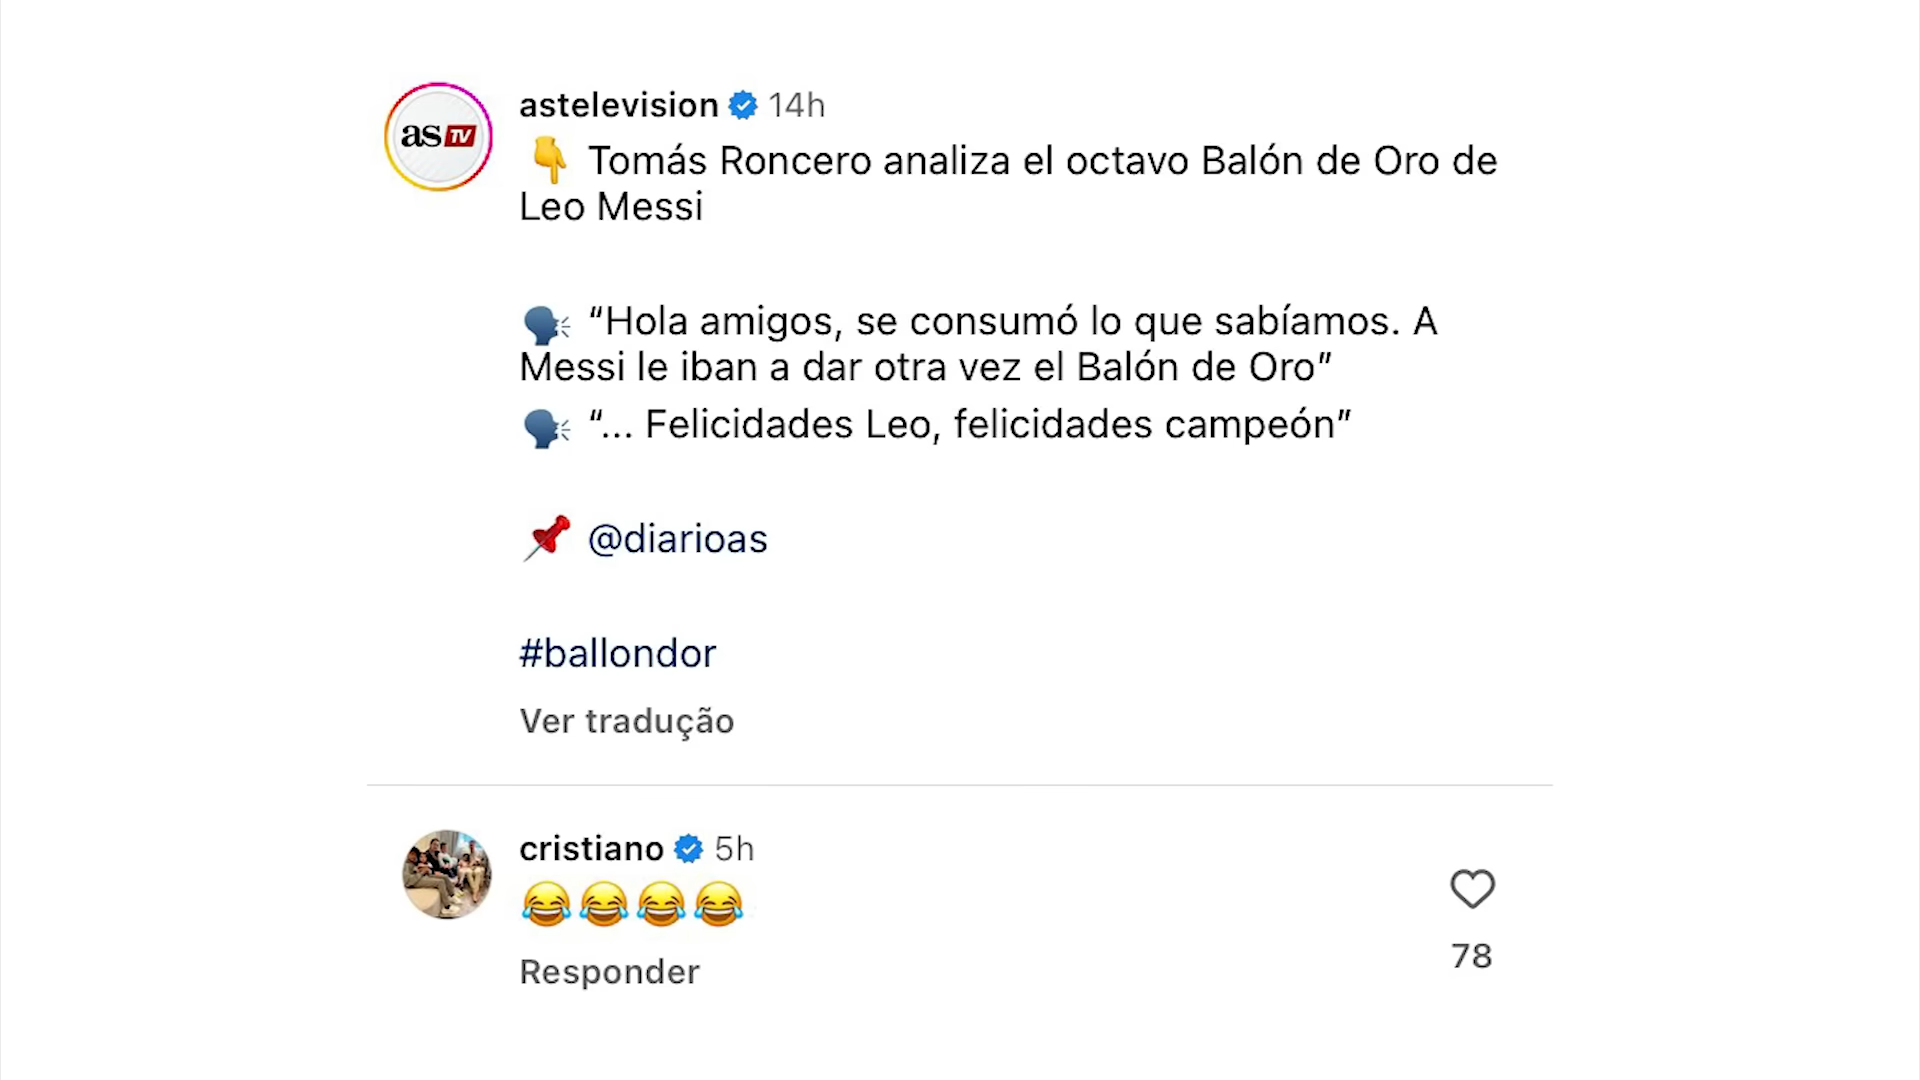 as TV
astelevision 14h
👇 Tomás Roncero analiza el octavo Balón de Oro de
Leo Messi
🗣️ “Hola amigos, se consumó lo que sabíamos. A
Messi le iban a dar otra vez el Balón de Oro”
🗣️ “... Felicidades Leo, felicidades campeón”
📌 @diarioas
#ballondor
Ver tradução
cristiano 5h
😂😂😂😂
Responder
78